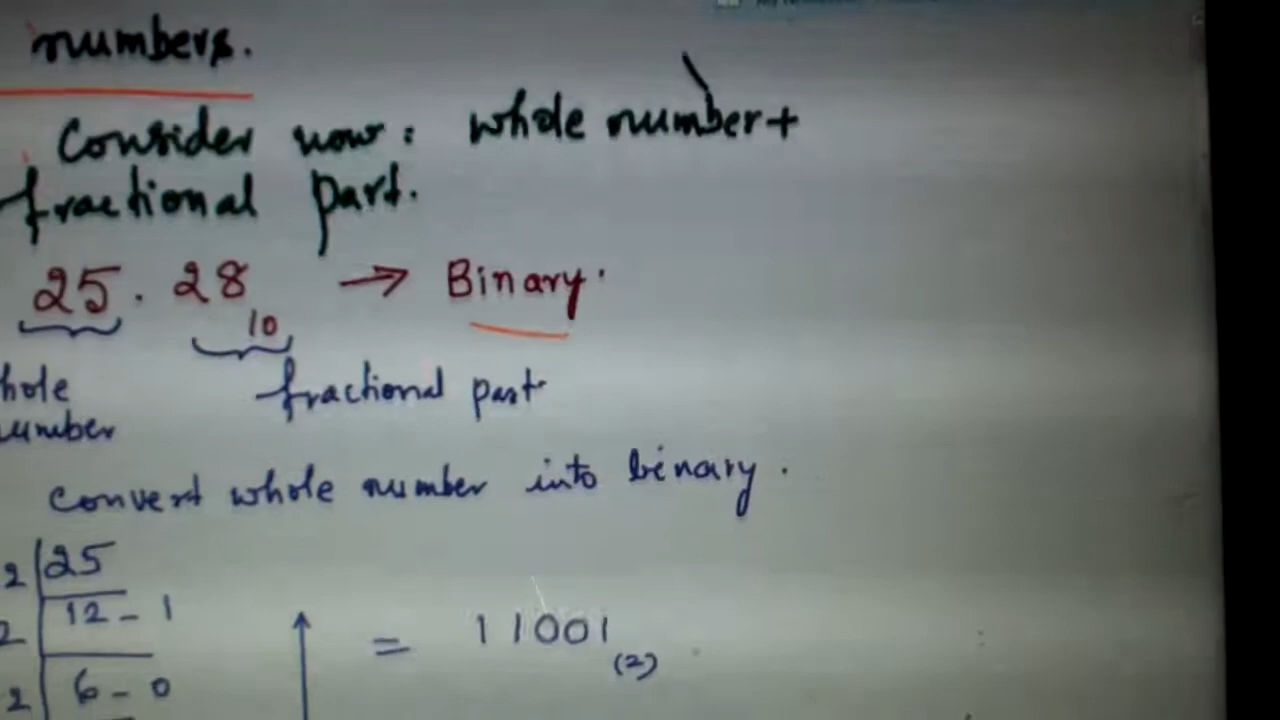 numbers.
Consider now: whole number +
fractional part.
25.28 10 → Binary.
hole fractional part
umber
Convert whole number into binary.
2 | 25
2 | 12 - 1
= 11001 (2)
2 | 6 - 0